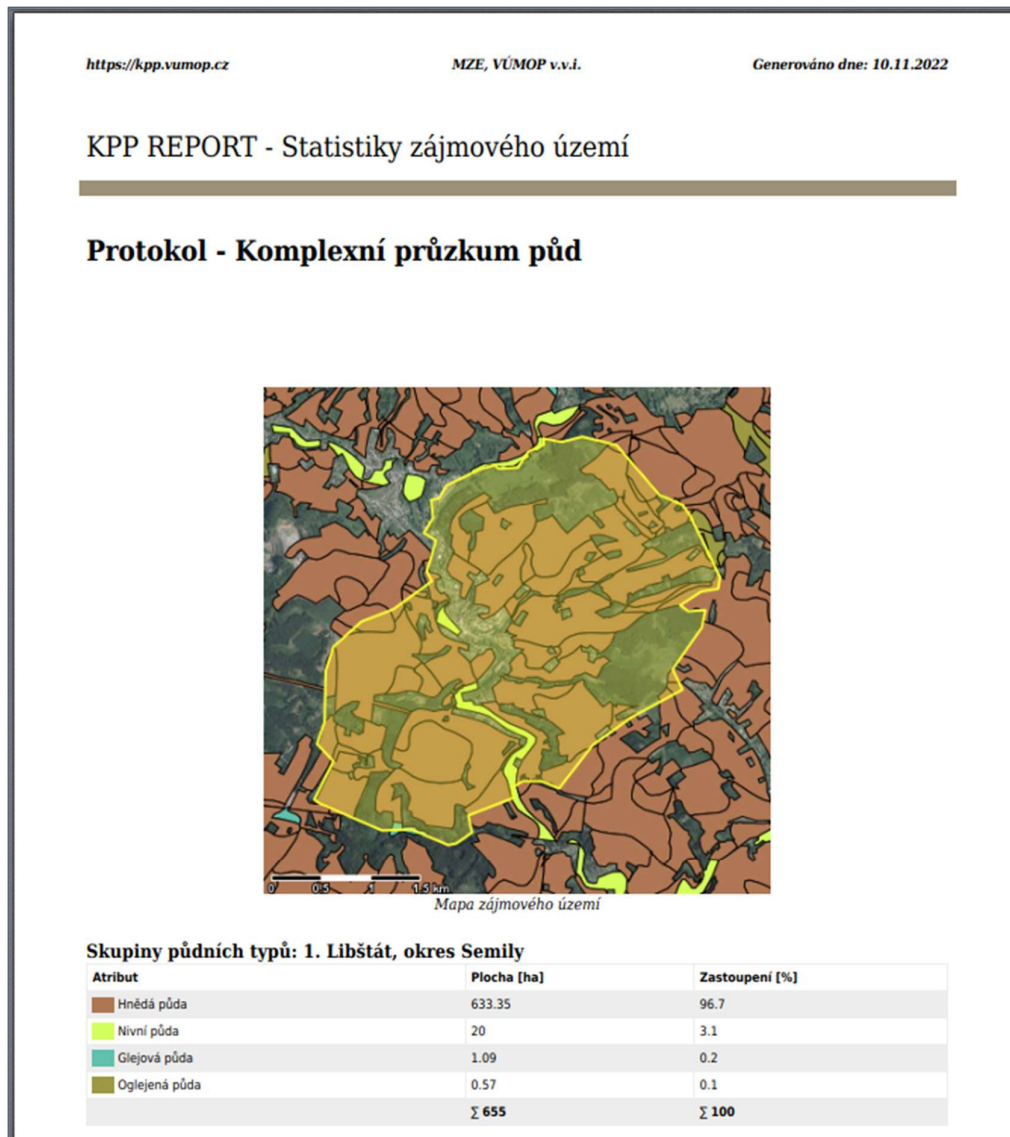 https://kpp.vumop.cz MZE, VÚMOP v.v.i. Generováno dne: 10.11.2022
KPP REPORT - Statistiky zájmového území
Protokol - Komplexní průzkum půd
0 0.5 1 1.5 km
Mapa zájmového území
Skupiny půdních typů: 1. Libštát, okres Semily
Atribut Plocha [ha] Zastoupení [%]
Hnědá půda 633.35 96.7
Nivní půda 20 3.1
Glejová půda 1.09 0.2
Oglejená půda 0.57 0.1
∑ 655 ∑ 100